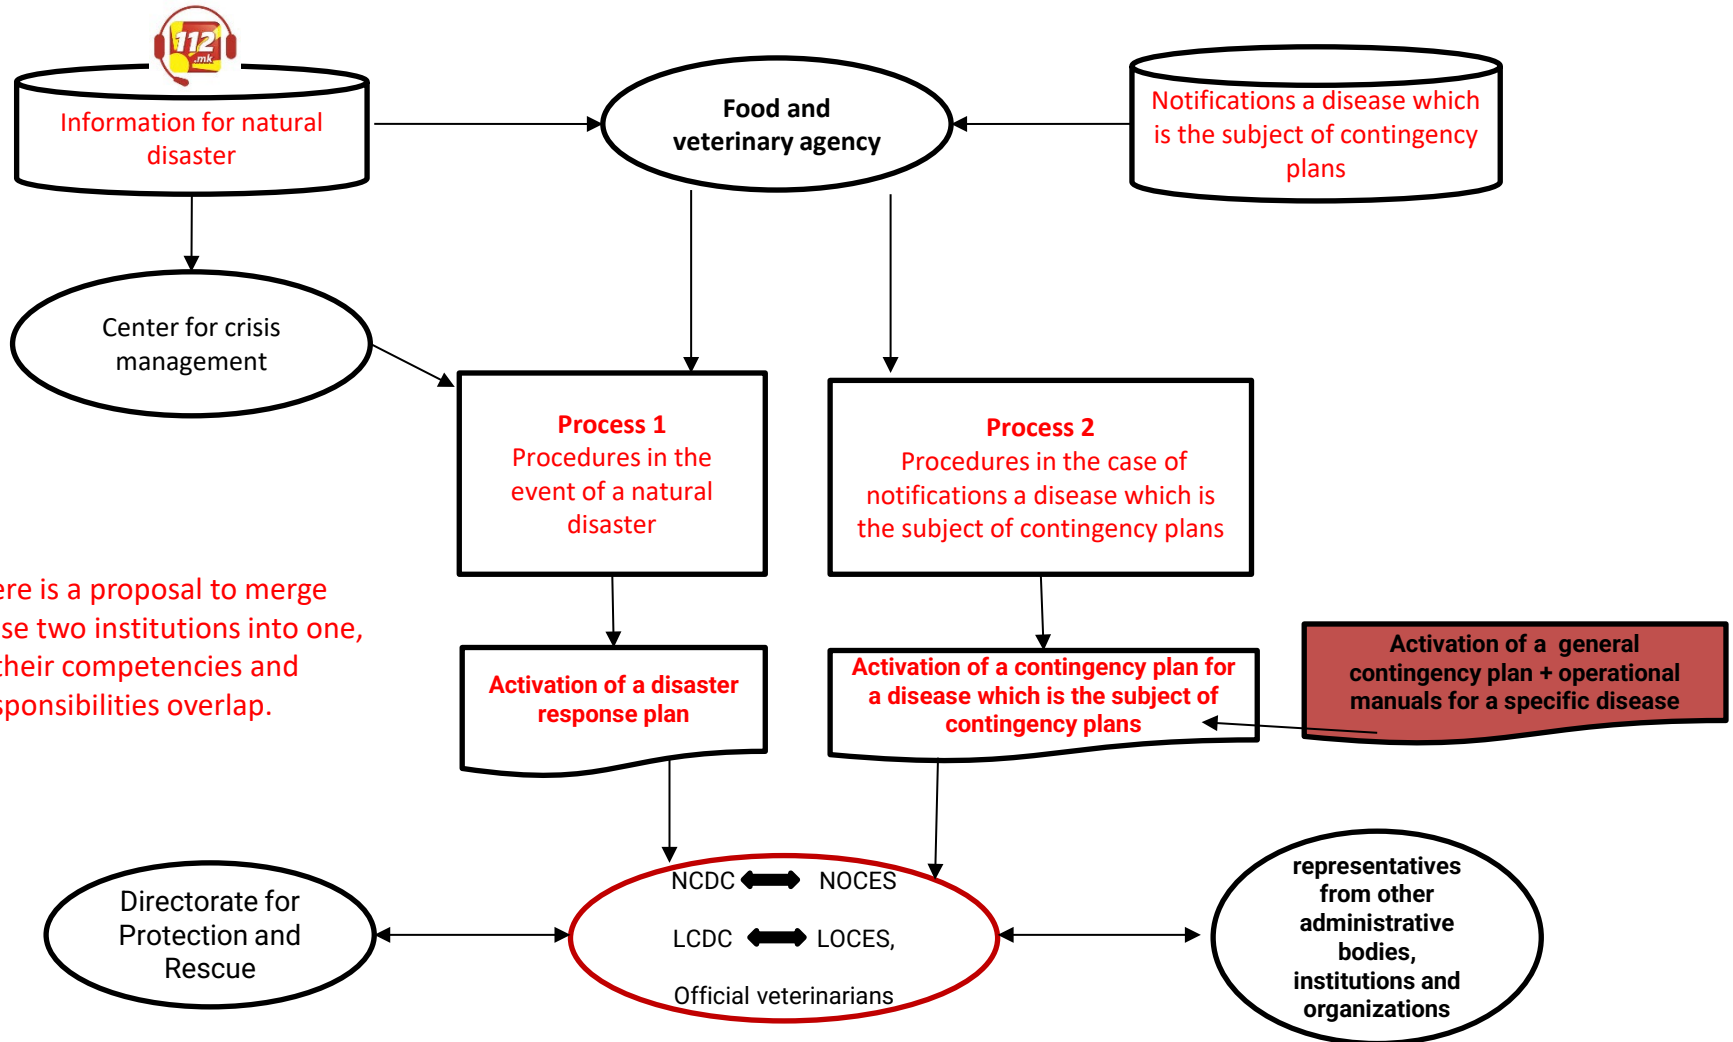 112
.mk
Information for natural
disaster
Food and
veterinary agency
Notifications a disease which
is the subject of contingency
plans
Center for crisis
management
Process 1
Procedures in the
event of a natural
disaster
Process 2
Procedures in the case of
notifications a disease which is
the subject of contingency plans
ere is a proposal to merge
se two institutions into one,
their competencies and
sponsibilities overlap.
Activation of a disaster
response plan
Activation of a contingency plan for
a disease which is the subject of
contingency plans
Activation of a general
contingency plan + operational
manuals for a specific disease
Directorate for
Protection and
Rescue
NCDC NOCES
LCDC LOCES,
Official veterinarians
representatives
from other
administrative
bodies,
institutions and
organizations